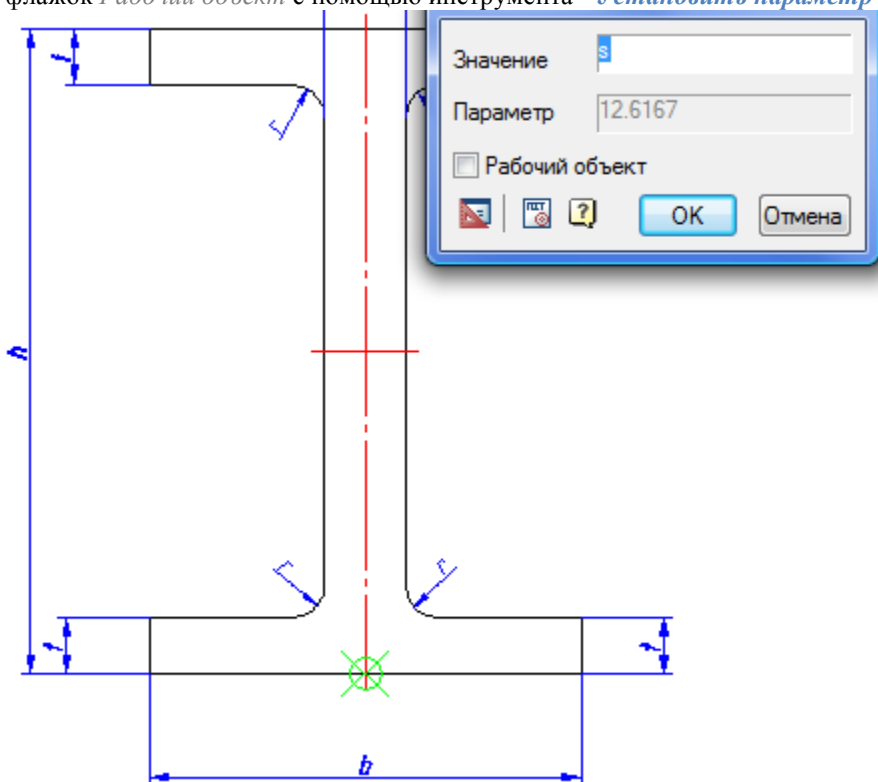 флажок Рабочий объект с помощью инструмента Установить параметр
Значение s
Параметр 12.6167
Рабочий объект
OK Отмена
t
r
h
r r
t t
b